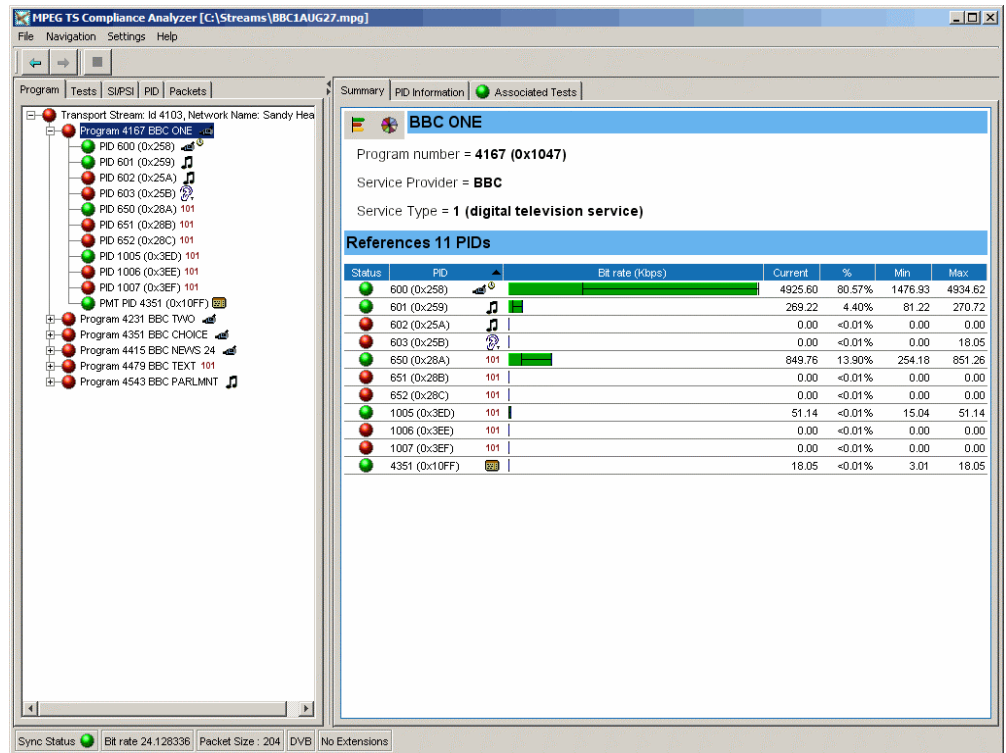 MPEG TS Compliance Analyzer [C:\Streams\BBC1AUG27.mpg]
File Navigation Settings Help
Program Tests SI/PSI PID Packets
Transport Stream: Id 4103, Network Name: Sandy Hea
Program 4167 BBC ONE
PID 600 (0x258)
PID 601 (0x259)
PID 602 (0x25A)
PID 603 (0x25B)
PID 650 (0x28A) 101
PID 651 (0x28B) 101
PID 652 (0x28C) 101
PID 1005 (0x3ED) 101
PID 1006 (0x3EE) 101
PID 1007 (0x3EF) 101
PMT PID 4351 (0x10FF)
Program 4231 BBC TWO
Program 4351 BBC CHOICE
Program 4415 BBC NEWS 24
Program 4479 BBC TEXT 101
Program 4543 BBC PARLMNT
Summary PID Information Associated Tests
BBC ONE
Program number = 4167 (0x1047)
Service Provider = BBC
Service Type = 1 (digital television service)
References 11 PIDs
Status PID Bit rate (Kbps) Current % Min Max
600 (0x258) 4925.60 80.57% 1476.93 4934.62
601 (0x259) 269.22 4.40% 81.22 270.72
602 (0x25A) 0.00 <0.01% 0.00 0.00
603 (0x25B) 0.00 <0.01% 0.00 18.05
650 (0x28A) 101 849.76 13.90% 254.18 851.26
651 (0x28B) 101 0.00 <0.01% 0.00 0.00
652 (0x28C) 101 0.00 <0.01% 0.00 0.00
1005 (0x3ED) 101 51.14 <0.01% 15.04 51.14
1006 (0x3EE) 101 0.00 <0.01% 0.00 0.00
1007 (0x3EF) 101 0.00 <0.01% 0.00 0.00
4351 (0x10FF) 18.05 <0.01% 3.01 18.05
Sync Status Bit rate 24.128336 Packet Size : 204 DVB No Extensions